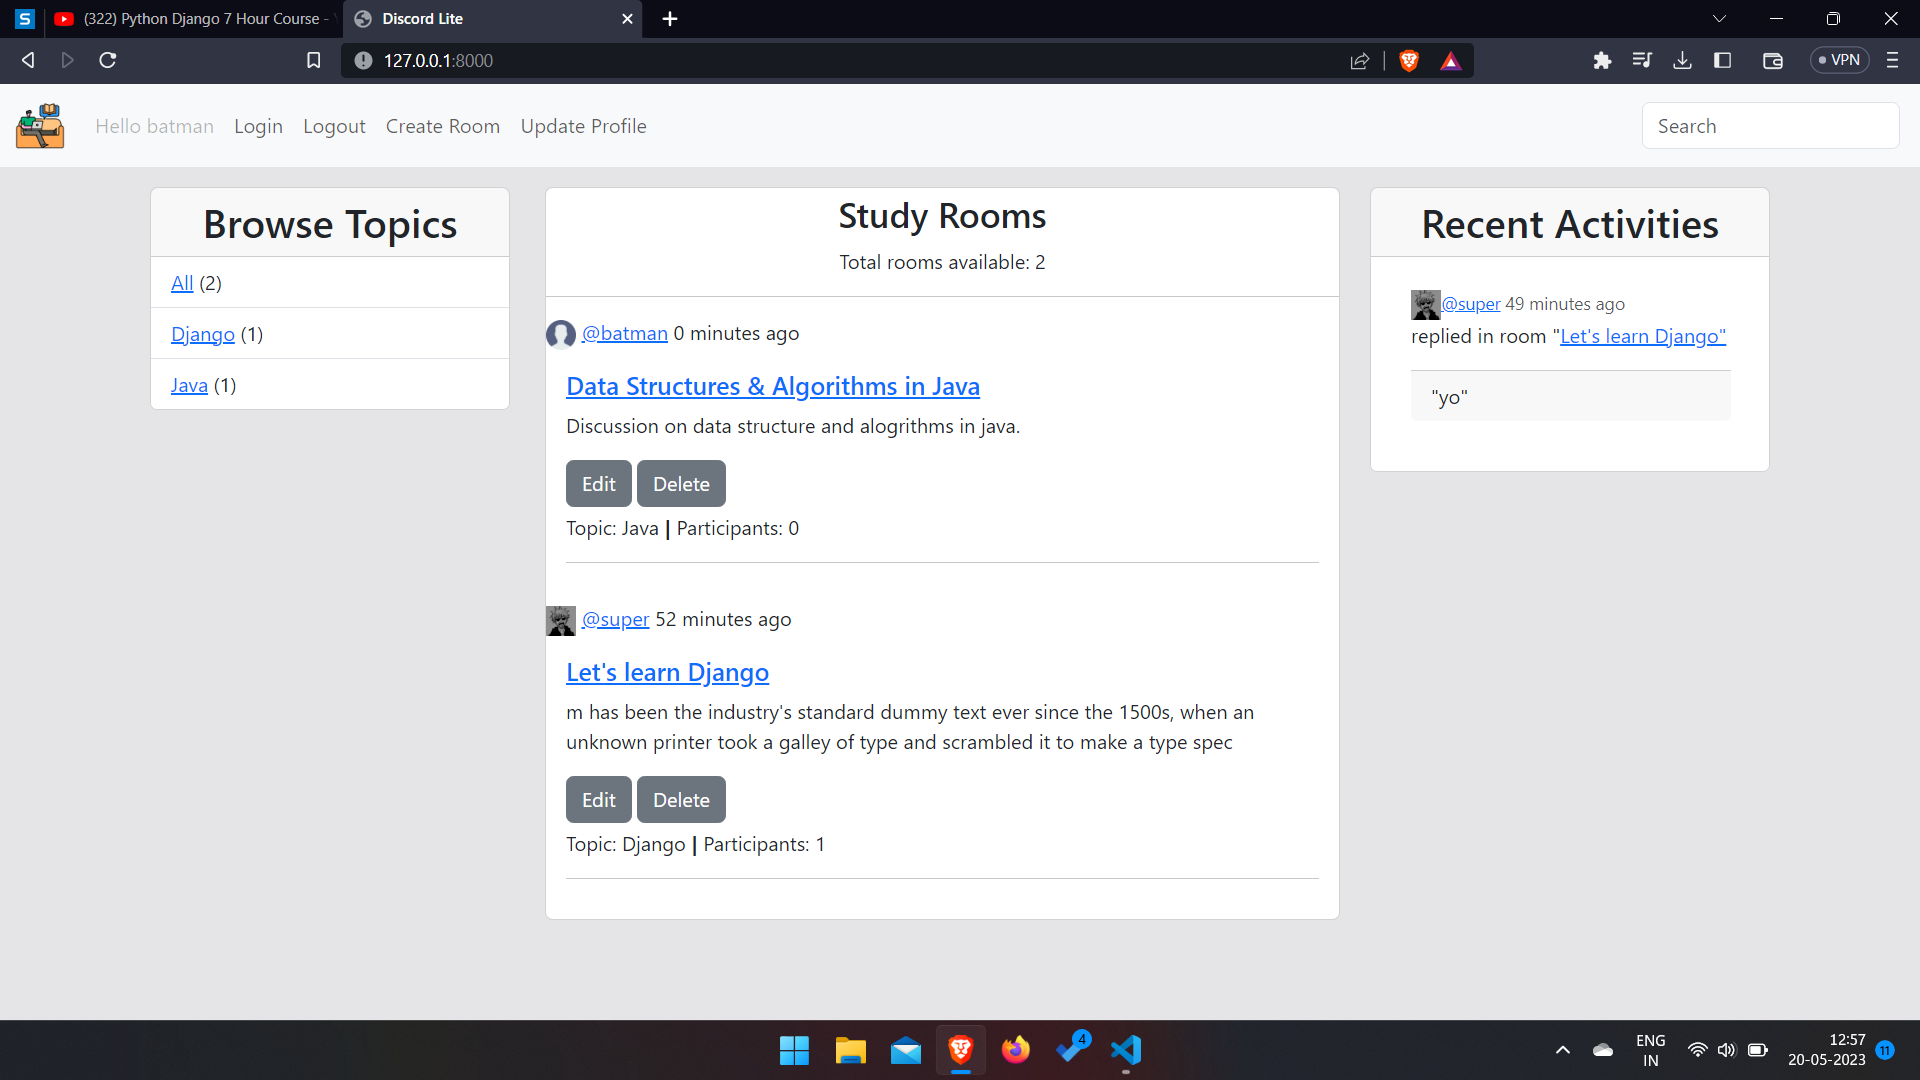 S
(322) Python Django 7 Hour Course -
Discord Lite
127.0.0.1:8000
VPN
Hello batman
Login
Logout
Create Room
Update Profile
Search
Browse Topics
All (2)
Django (1)
Java (1)
Study Rooms
Total rooms available: 2
@batman 0 minutes ago
Data Structures & Algorithms in Java
Discussion on data structure and alogrithms in java.
Edit
Delete
Topic: Java | Participants: 0
@super 52 minutes ago
Let's learn Django
m has been the industry's standard dummy text ever since the 1500s, when an
unknown printer took a galley of type and scrambled it to make a type spec
Edit
Delete
Topic: Django | Participants: 1
Recent Activities
@super 49 minutes ago
replied in room "Let's learn Django"
"yo"
4
ENG
IN
12:57
20-05-2023
11